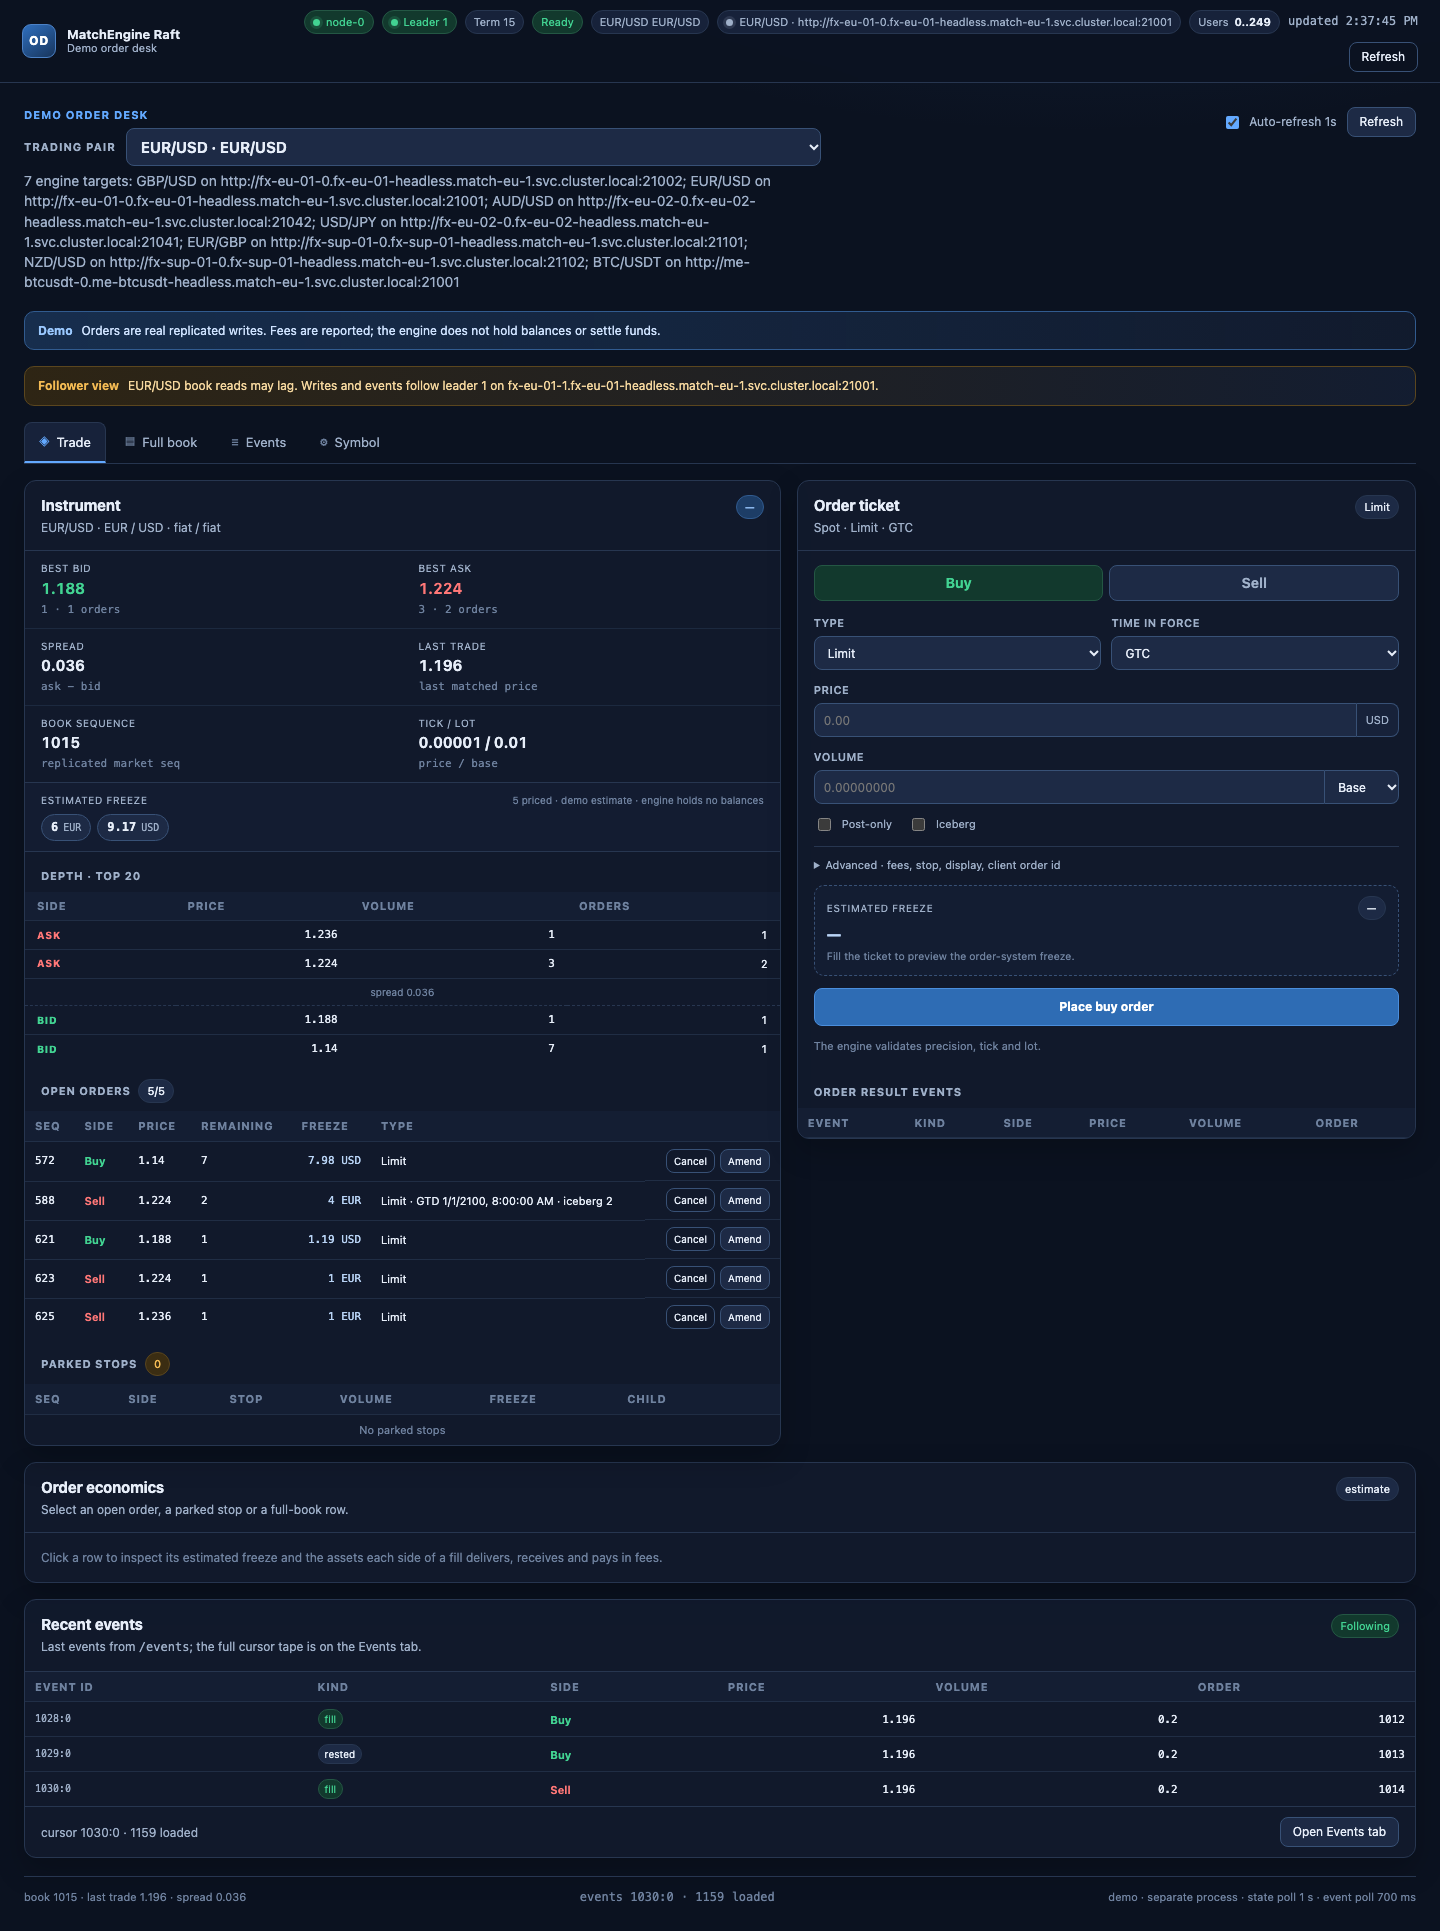 OD
MatchEngine Raft
Demo order desk
node-0
Leader 1
Term 15
Ready
EUR/USD EUR/USD
EUR/USD · http://fx-eu-01-0.fx-eu-01-headless.match-eu-1.svc.cluster.local:21001
Users 0..249
updated 2:37:45 PM
Refresh
DEMO ORDER DESK
TRADING PAIR EUR/USD · EUR/USD
Auto-refresh 1s Refresh
7 engine targets: GBP/USD on http://fx-eu-01-0.fx-eu-01-headless.match-eu-1.svc.cluster.local:21002; EUR/USD on
http://fx-eu-01-0.fx-eu-01-headless.match-eu-1.svc.cluster.local:21001; AUD/USD on http://fx-eu-02-0.fx-eu-02-
headless.match-eu-1.svc.cluster.local:21042; USD/JPY on http://fx-eu-02-0.fx-eu-02-headless.match-eu-
1.svc.cluster.local:21041; EUR/GBP on http://fx-sup-01-0.fx-sup-01-headless.match-eu-1.svc.cluster.local:21101;
NZD/USD on http://fx-sup-01-0.fx-sup-01-headless.match-eu-1.svc.cluster.local:21102; BTC/USDT on http://me-
btcusdt-0.me-btcusdt-headless.match-eu-1.svc.cluster.local:21001
Demo Orders are real replicated writes. Fees are reported; the engine does not hold balances or settle funds.
Follower view EUR/USD book reads may lag. Writes and events follow leader 1 on fx-eu-01-1.fx-eu-01-headless.match-eu-1.svc.cluster.local:21001.
Trade
Full book
Events
Symbol
Instrument
EUR/USD · EUR / USD · fiat / fiat
—
BEST BID
1.188
1 · 1 orders
BEST ASK
1.224
3 · 2 orders
SPREAD
0.036
ask − bid
LAST TRADE
1.196
last matched price
BOOK SEQUENCE
1015
replicated market seq
TICK / LOT
0.00001 / 0.01
price / base
ESTIMATED FREEZE
5 priced · demo estimate · engine holds no balances
6 EUR
9.17 USD
DEPTH · TOP 20
SIDE PRICE VOLUME ORDERS
ASK 1.236 1 1
ASK 1.224 3 2
spread 0.036
BID 1.188 1 1
BID 1.14 7 1
OPEN ORDERS 5/5
SEQ SIDE PRICE REMAINING FREEZE TYPE
572 Buy 1.14 7 7.98 USD Limit Cancel Amend
588 Sell 1.224 2 4 EUR Limit · GTD 1/1/2100, 8:00:00 AM · iceberg 2 Cancel Amend
621 Buy 1.188 1 1.19 USD Limit Cancel Amend
623 Sell 1.224 1 1 EUR Limit Cancel Amend
625 Sell 1.236 1 1 EUR Limit Cancel Amend
PARKED STOPS 0
SEQ SIDE STOP VOLUME FREEZE CHILD
No parked stops
Order ticket
Spot · Limit · GTC
Limit
Buy
Sell
TYPE
Limit
TIME IN FORCE
GTC
PRICE
0.00 USD
VOLUME
0.00000000 Base
Post-only
Iceberg
Advanced · fees, stop, display, client order id
ESTIMATED FREEZE
—
—
Fill the ticket to preview the order-system freeze.
Place buy order
The engine validates precision, tick and lot.
ORDER RESULT EVENTS
EVENT KIND SIDE PRICE VOLUME ORDER
Order economics
Select an open order, a parked stop or a full-book row.
estimate
Click a row to inspect its estimated freeze and the assets each side of a fill delivers, receives and pays in fees.
Recent events
Last events from /events; the full cursor tape is on the Events tab.
Following
EVENT ID KIND SIDE PRICE VOLUME ORDER
1028:0 fill Buy 1.196 0.2 1012
1029:0 rested Buy 1.196 0.2 1013
1030:0 fill Sell 1.196 0.2 1014
cursor 1030:0 · 1159 loaded
Open Events tab
book 1015 · last trade 1.196 · spread 0.036
events 1030:0 · 1159 loaded
demo · separate process · state poll 1 s · event poll 700 ms